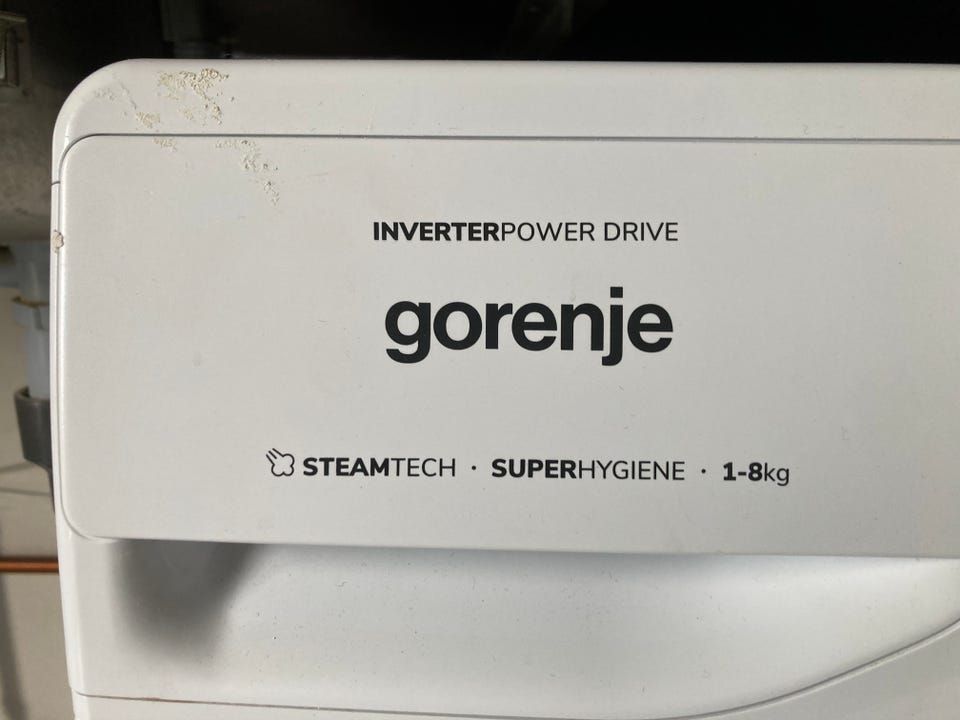 INVERTERPOWER DRIVE
gorenje
STEAMTECH · SUPERHYGIENE · 1-8kg